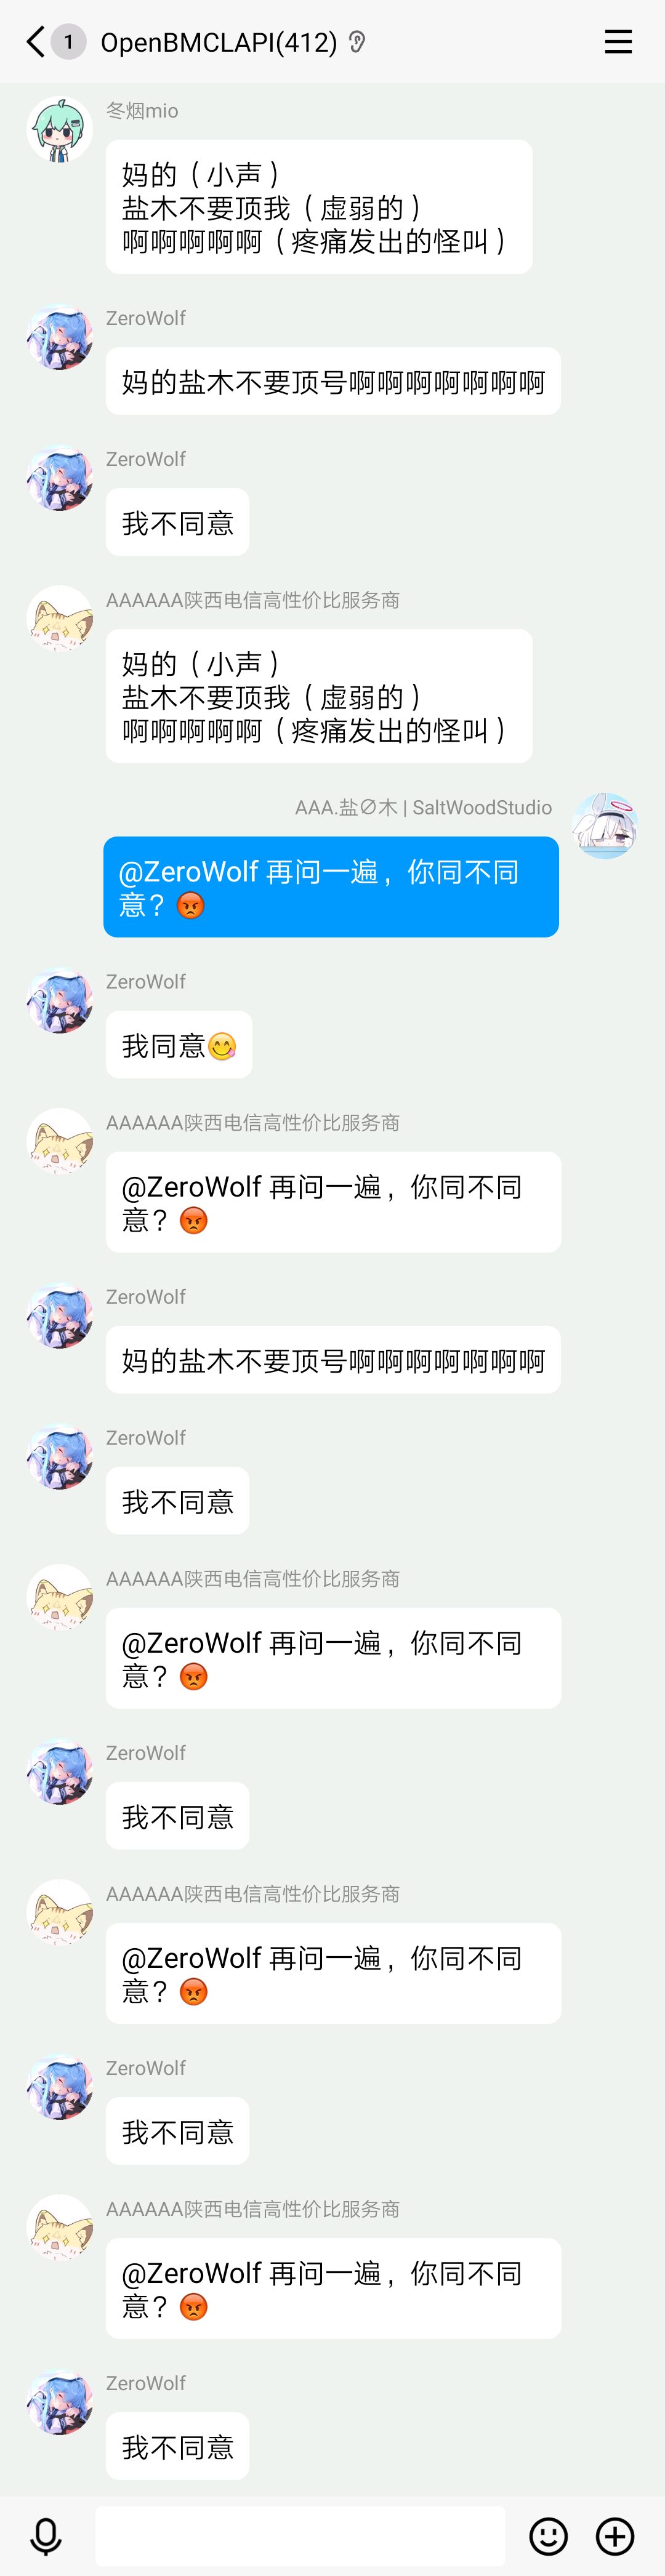 1 OpenBMCLAPI(412)
冬烟mio
妈的（小声）
盐木不要顶我（虚弱的）
啊啊啊啊啊（疼痛发出的怪叫）
ZeroWolf
妈的盐木不要顶号啊啊啊啊啊啊啊
ZeroWolf
我不同意
AAAAAA陕西电信高性价比服务商
妈的（小声）
盐木不要顶我（虚弱的）
啊啊啊啊啊（疼痛发出的怪叫）
AAA.盐∅木 | SaltWoodStudio
@ZeroWolf 再问一遍，你同不同
意？😡
ZeroWolf
我同意😋
AAAAAA陕西电信高性价比服务商
@ZeroWolf 再问一遍，你同不同
意？😡
ZeroWolf
妈的盐木不要顶号啊啊啊啊啊啊啊
ZeroWolf
我不同意
AAAAAA陕西电信高性价比服务商
@ZeroWolf 再问一遍，你同不同
意？😡
ZeroWolf
我不同意
AAAAAA陕西电信高性价比服务商
@ZeroWolf 再问一遍，你同不同
意？😡
ZeroWolf
我不同意
AAAAAA陕西电信高性价比服务商
@ZeroWolf 再问一遍，你同不同
意？😡
ZeroWolf
我不同意